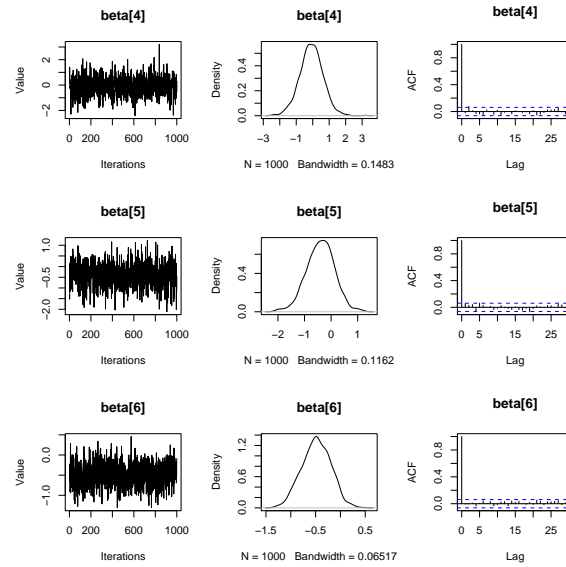 beta[4]
Value
−2 0 2
0 200 600 1000
Iterations
beta[4]
Density
0.0 0.2 0.4
−3 −1 1 2 3
N = 1000 Bandwidth = 0.1483
beta[4]
ACF
0.0 0.4 0.8
0 5 15 25
Lag
beta[5]
Value
−2.0 −0.5 1.0
0 200 600 1000
Iterations
beta[5]
Density
0.0 0.4
−2 −1 0 1
N = 1000 Bandwidth = 0.1162
beta[5]
ACF
0.0 0.4 0.8
0 5 15 25
Lag
beta[6]
Value
−1.0 0.0
0 200 600 1000
Iterations
beta[6]
Density
0.0 0.6 1.2
−1.5 −0.5 0.5
N = 1000 Bandwidth = 0.06517
beta[6]
ACF
0.0 0.4 0.8
0 5 15 25
Lag